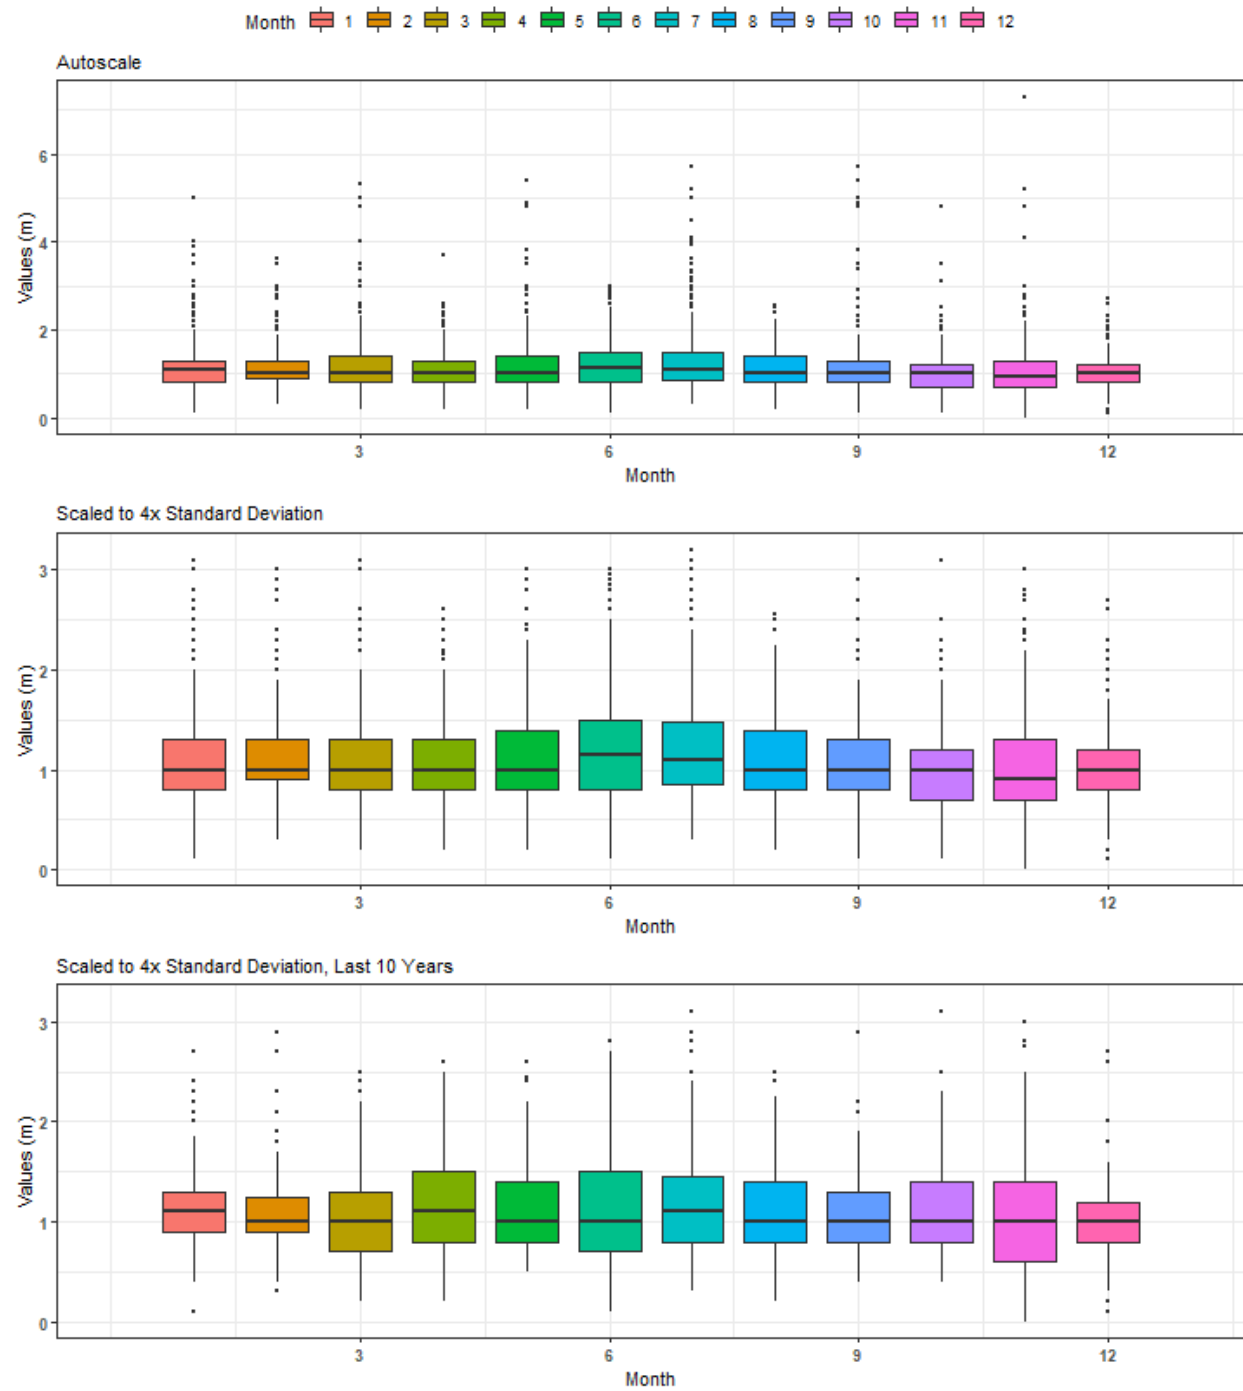 Month 1 2 3 4 5 6 7 8 9 10 11 12
Autoscale
6
4
2
0
Values (m)
3 6 9 12
Month
Scaled to 4x Standard Deviation
3
2
1
0
Values (m)
3 6 9 12
Month
Scaled to 4x Standard Deviation, Last 10 Years
3
2
1
0
Values (m)
3 6 9 12
Month